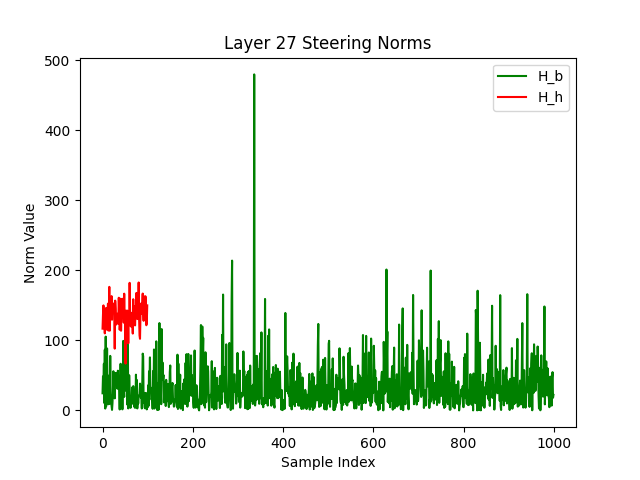 Layer 27 Steering Norms
H_b
H_h
Norm Value
500
400
300
200
100
0
0 200 400 600 800 1000
Sample Index